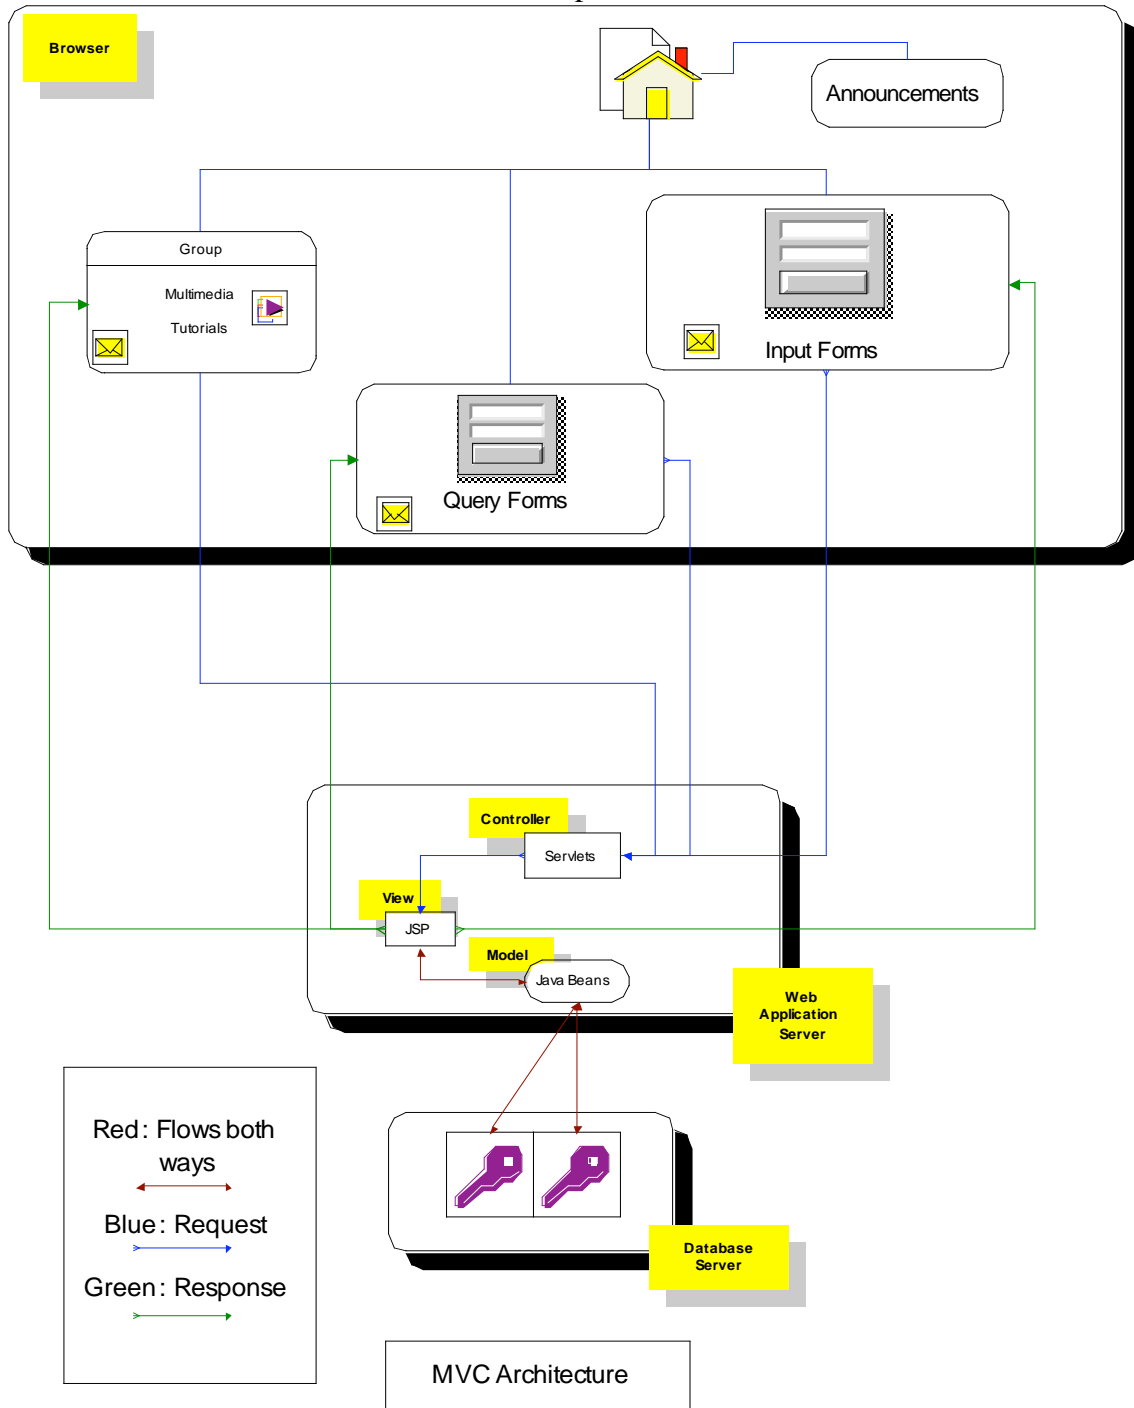 Browser
Announcements
Group
Multimedia
Tutorials
Input Forms
Query Forms
Controller
Servlets
View
JSP
Model
Java Beans
Web
Application
Server
Red: Flows both
ways
Blue: Request
Green: Response
Database
Server
MVC Architecture